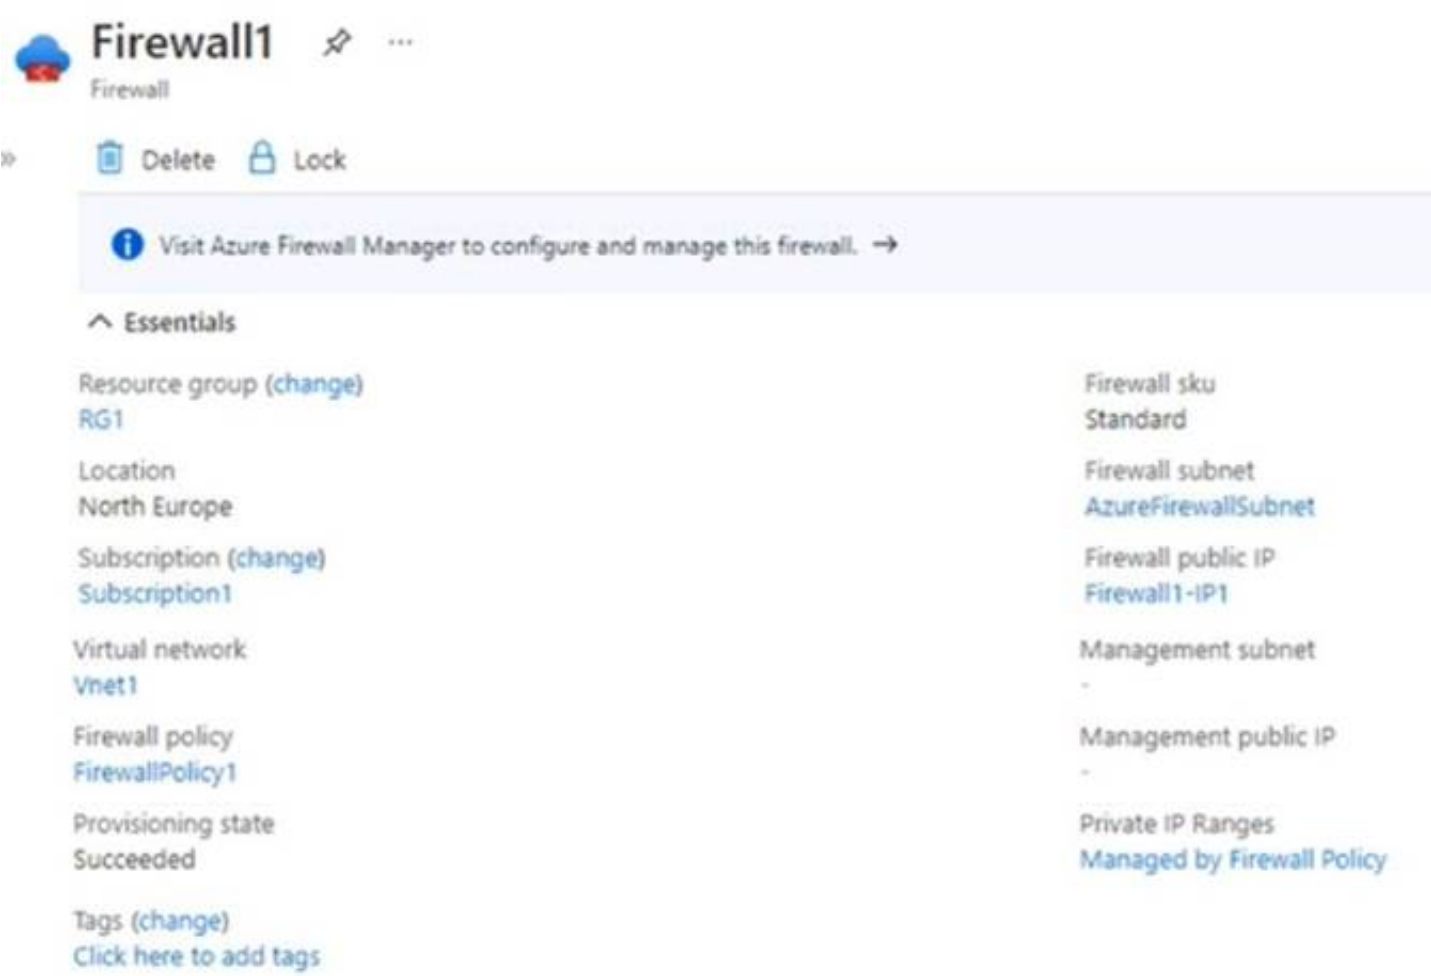 Firewall1
Firewall
Delete Lock
Visit Azure Firewall Manager to configure and manage this firewall. →
Essentials
Resource group (change)
RG1
Location
North Europe
Subscription (change)
Subscription1
Virtual network
Vnet1
Firewall policy
FirewallPolicy1
Provisioning state
Succeeded
Tags (change)
Click here to add tags
Firewall sku
Standard
Firewall subnet
AzureFirewallSubnet
Firewall public IP
Firewall1-IP1
Management subnet
-
Management public IP
-
Private IP Ranges
Managed by Firewall Policy